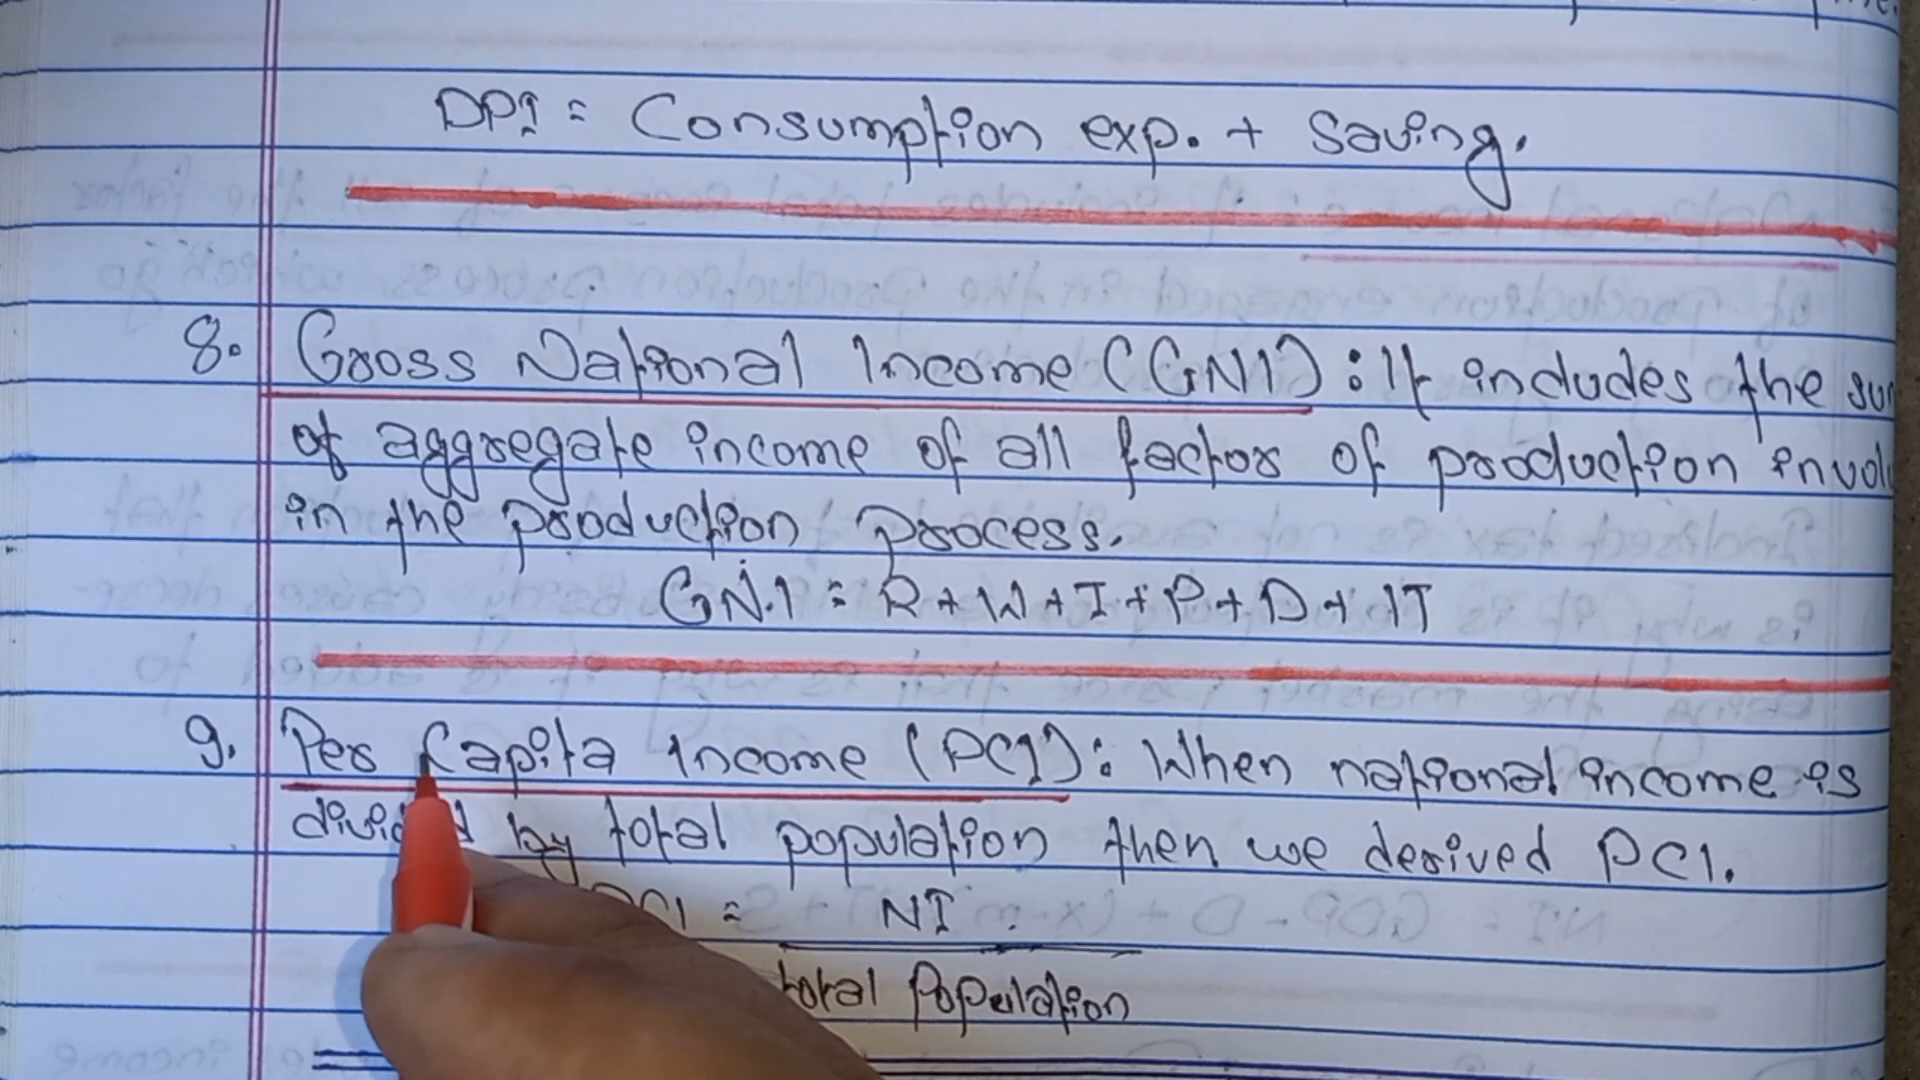 DPI = Consumption exp. + Saving.
8. Gross National Income (GNI) : It includes the
of aggregate income of all factor of production
in the production process.
GNI = R + W + I + P + D + IT
9. Per Capita Income (PCI) : When national income is
by total population then we derived PCI.
= NI
total Population